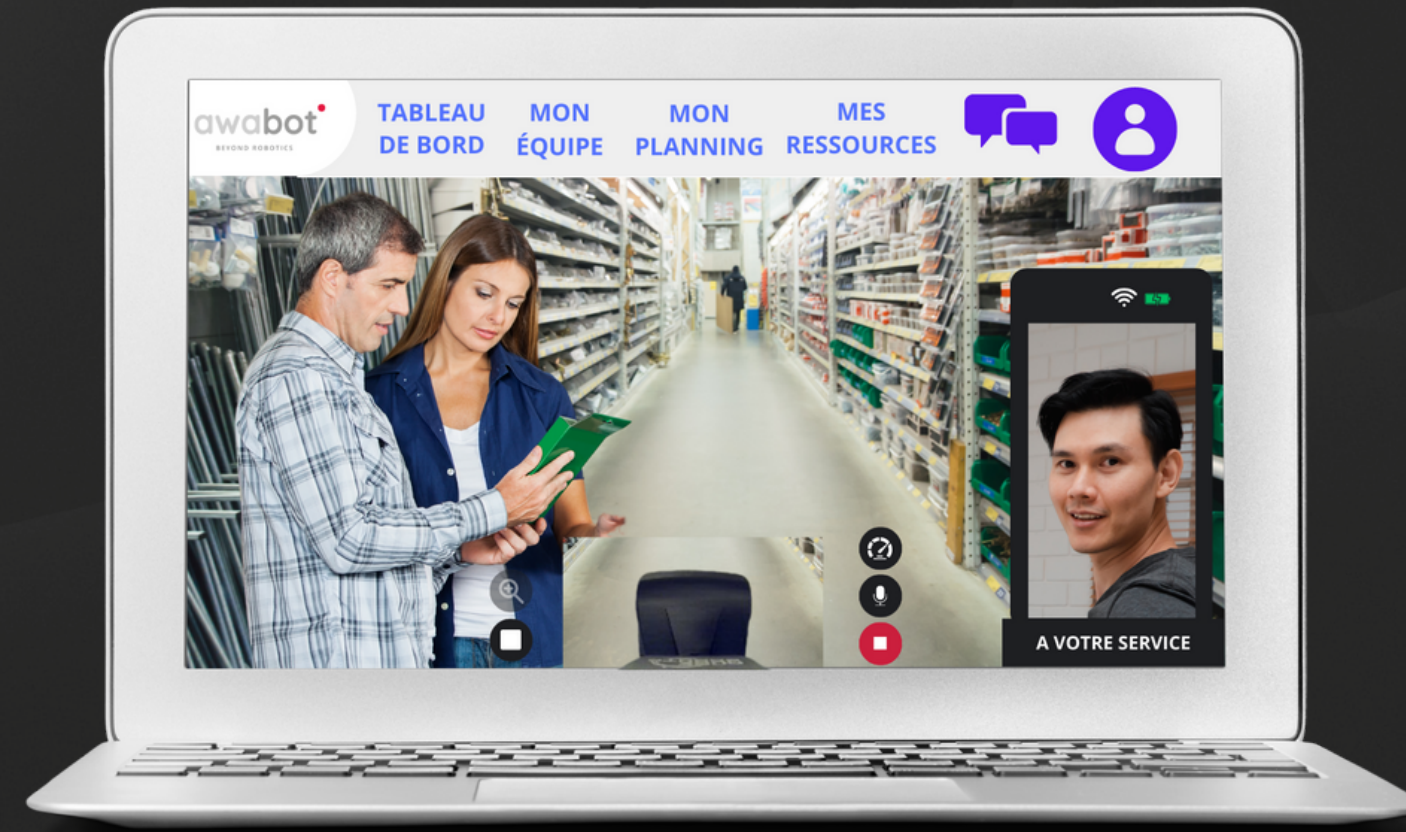 awabot
BEYOND ROBOTICS
TABLEAU
DE BORD
MON
ÉQUIPE
MON
PLANNING
MES
RESSOURCES
A VOTRE SERVICE